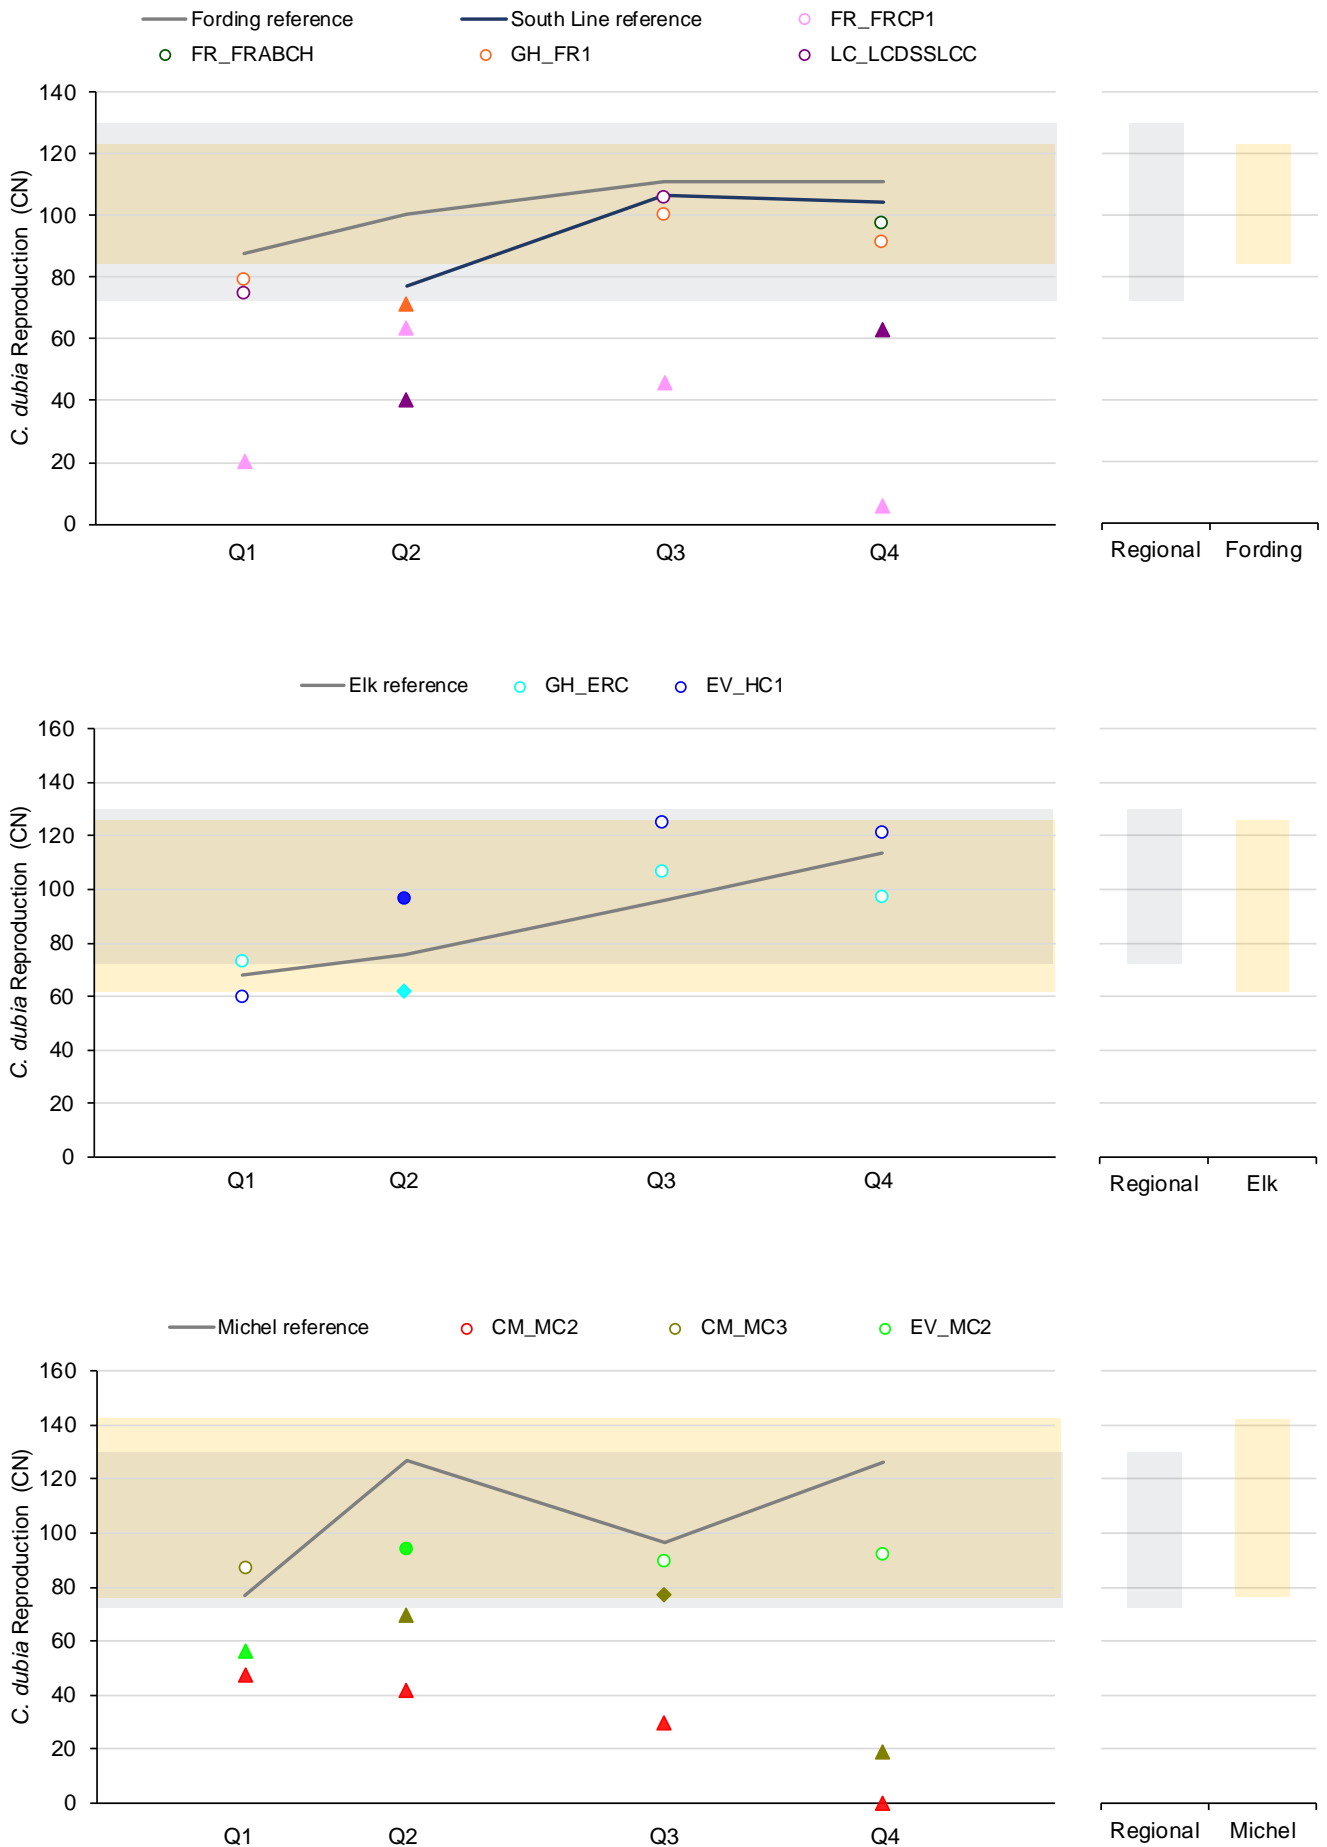 Fording reference South Line reference FR_FRCP1
FR_FRABCH GH_FR1 LC_LCDSSLCC
C. dubia Reproduction (CN)
140
120
100
80
60
40
20
0
Q1 Q2 Q3 Q4
Regional Fording
Elk reference GH_ERC EV_HC1
C. dubia Reproduction (CN)
160
140
120
100
80
60
40
20
0
Q1 Q2 Q3 Q4
Regional Elk
Michel reference CM_MC2 CM_MC3 EV_MC2
C. dubia Reproduction (CN)
160
140
120
100
80
60
40
20
0
Q1 Q2 Q3 Q4
Regional Michel